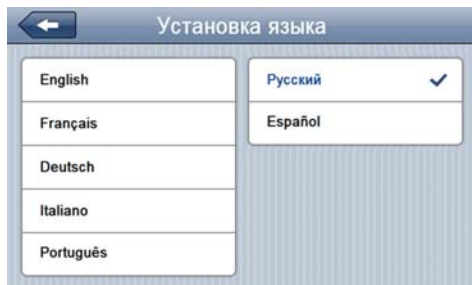 Установка языка
English
Français
Deutsch
Italiano
Português
Русский
Español